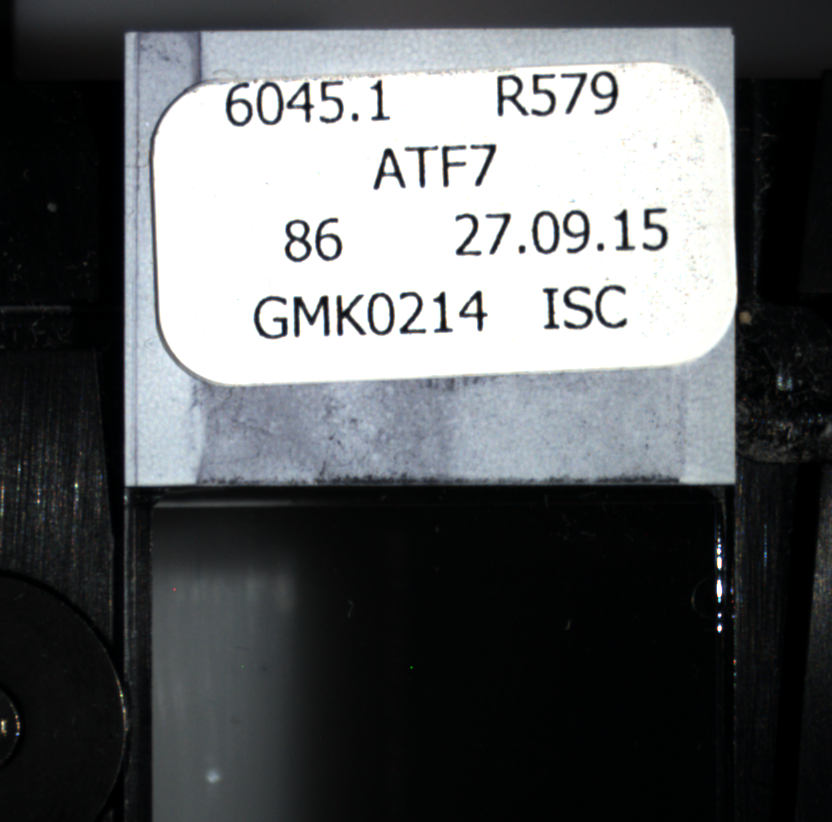 6045.1 R579
ATF7
86 27.09.15
GMK0214 ISC